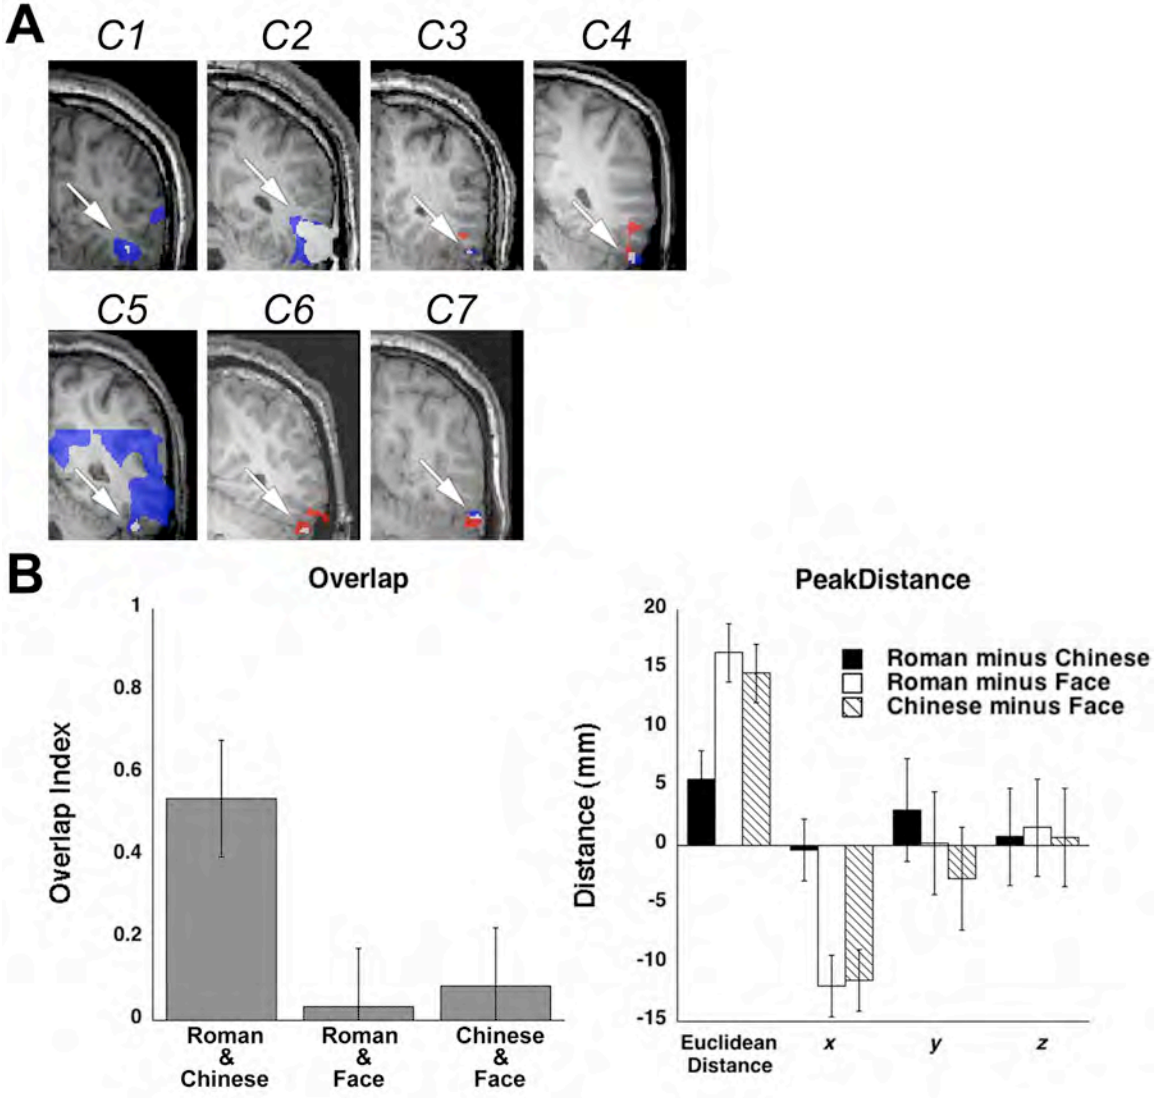 A
C1 C2 C3 C4
C5 C6 C7
B
Overlap
1
0.8
0.6
0.4
0.2
0
Overlap Index
Roman & Chinese
Roman & Face
Chinese & Face
PeakDistance
20
15
10
5
0
-5
-10
-15
Distance (mm)
Roman minus Chinese
Roman minus Face
Chinese minus Face
Euclidean Distance
x
y
z